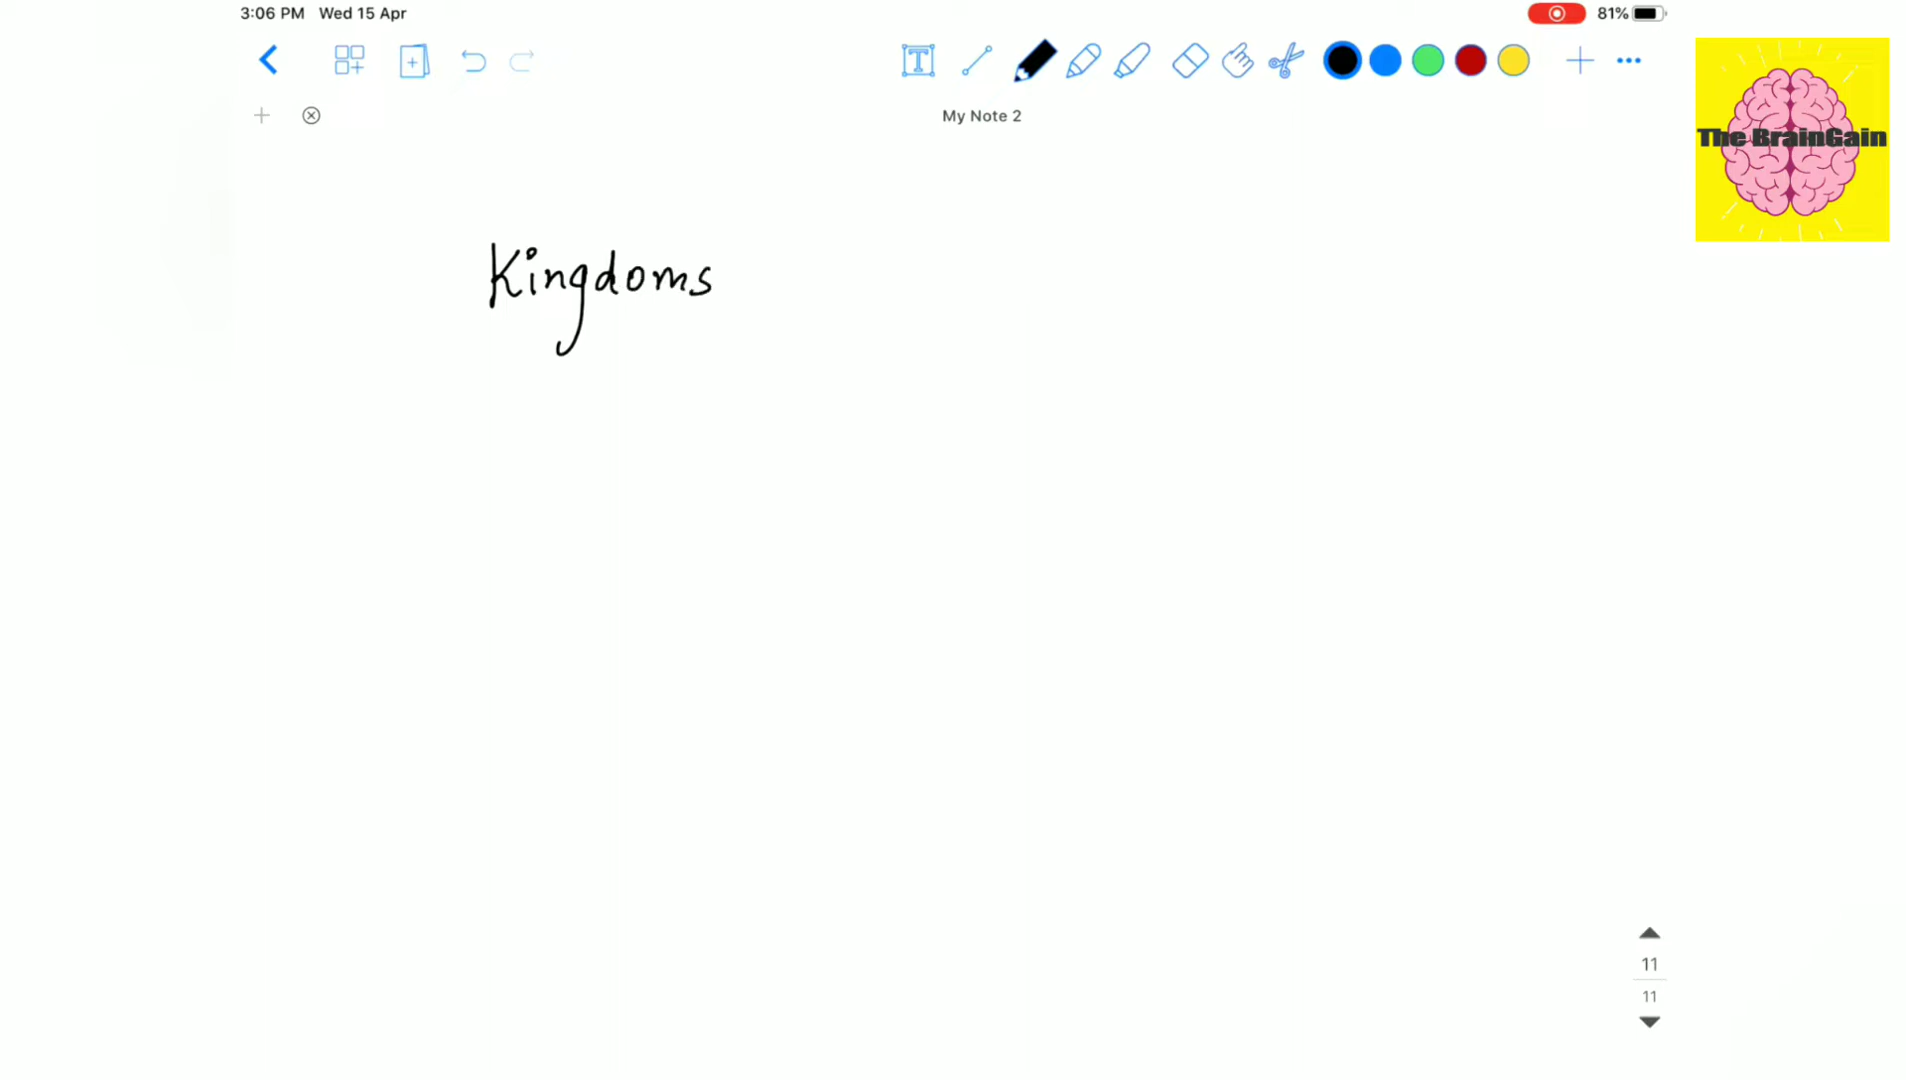 3:06 PM Wed 15 Apr
81%
T
My Note 2
The BrainGain
Kingdoms
11
11